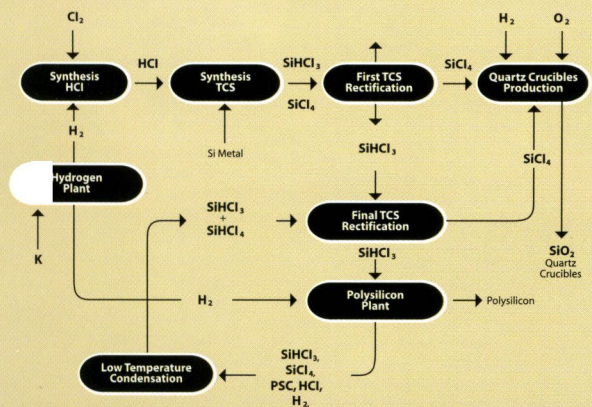 Cl₂
H₂
O₂
Synthesis
HCl
HCl
Synthesis
TCS
SiHCl₃
SiCl₄
First TCS
Rectification
SiCl₄
Quartz Crucibles
Production
H₂
Si Metal
SiHCl₃
SiCl₄
Hydrogen
Plant
K
SiHCl₃
+
SiHCl₄
Final TCS
Rectification
SiHCl₃
SiO₂
Quartz
Crucibles
H₂
Polysilicon
Plant
Polysilicon
Low Temperature
Condensation
SiHCl₃,
SiCl₄,
PSC, HCl,
H₂,